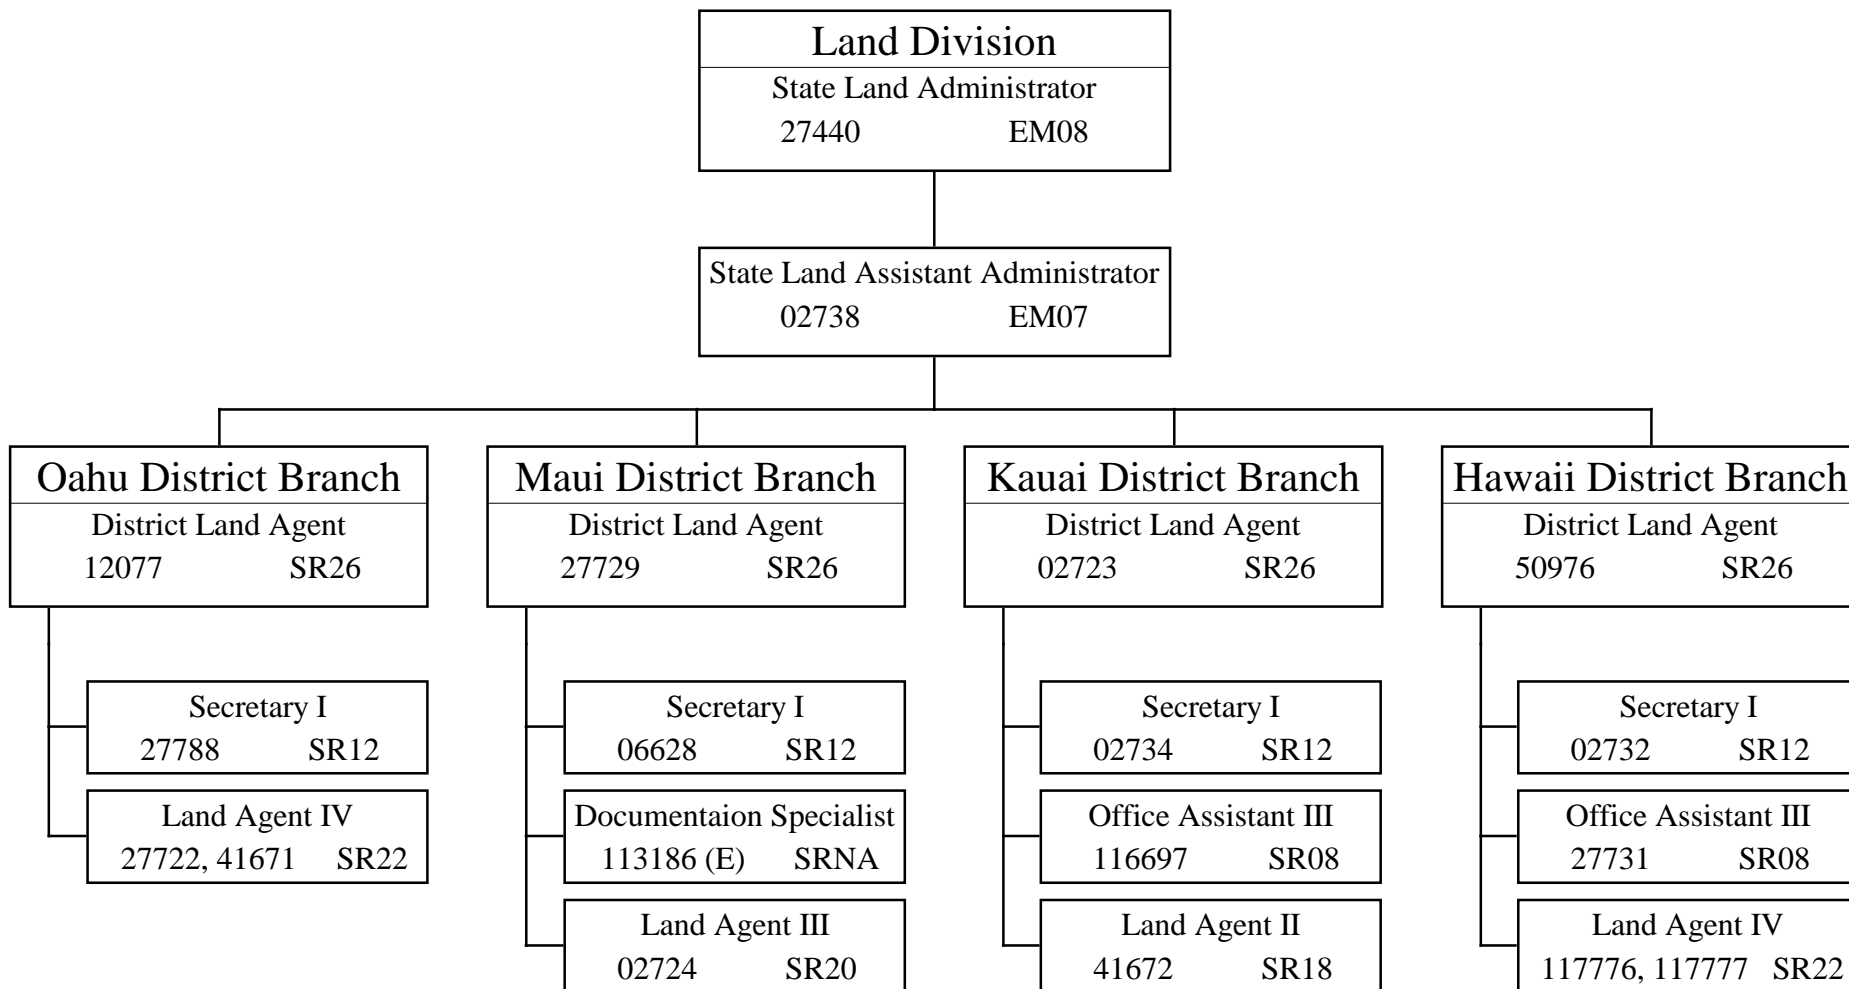 Land Division
State Land Administrator
27440 EM08
State Land Assistant Administrator
02738 EM07
Oahu District Branch
District Land Agent
12077 SR26
Secretary I
27788 SR12
Land Agent IV
27722, 41671 SR22
Maui District Branch
District Land Agent
27729 SR26
Secretary I
06628 SR12
Documentaion Specialist
113186 (E) SRNA
Land Agent III
02724 SR20
Kauai District Branch
District Land Agent
02723 SR26
Secretary I
02734 SR12
Office Assistant III
116697 SR08
Land Agent II
41672 SR18
Hawaii District Branch
District Land Agent
50976 SR26
Secretary I
02732 SR12
Office Assistant III
27731 SR08
Land Agent IV
117776, 117777 SR22